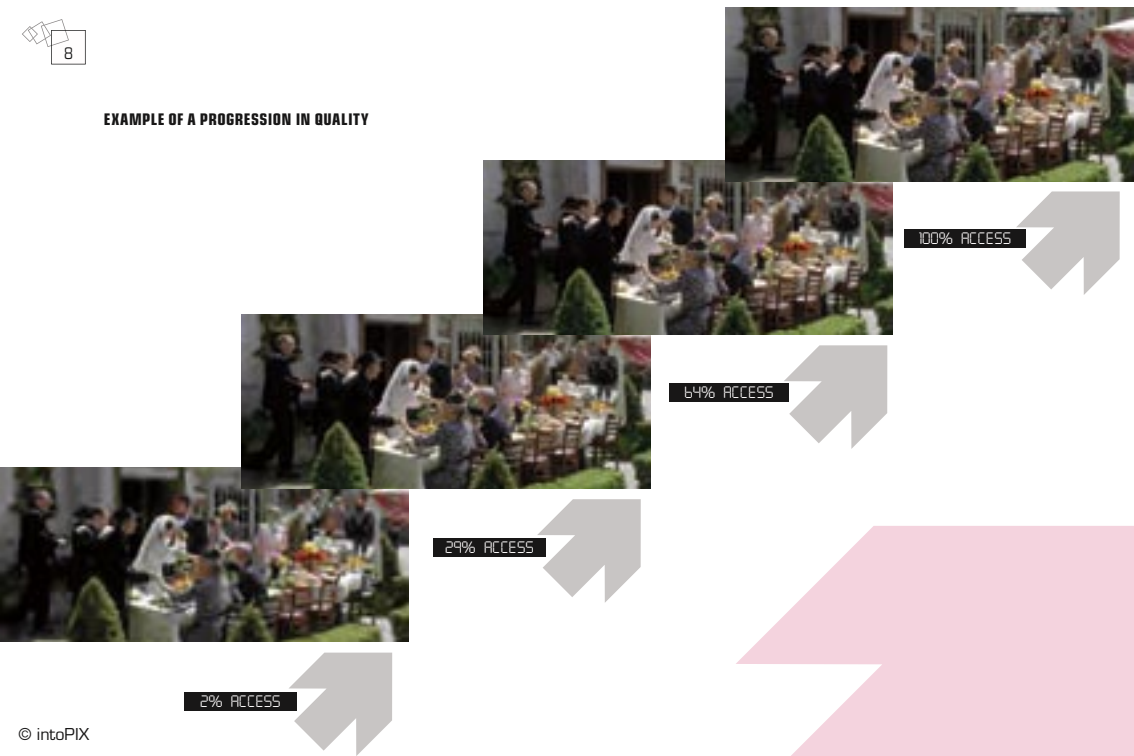 8
EXAMPLE OF A PROGRESSION IN QUALITY
100% ACCESS
64% ACCESS
29% ACCESS
2% ACCESS
© intoPIX